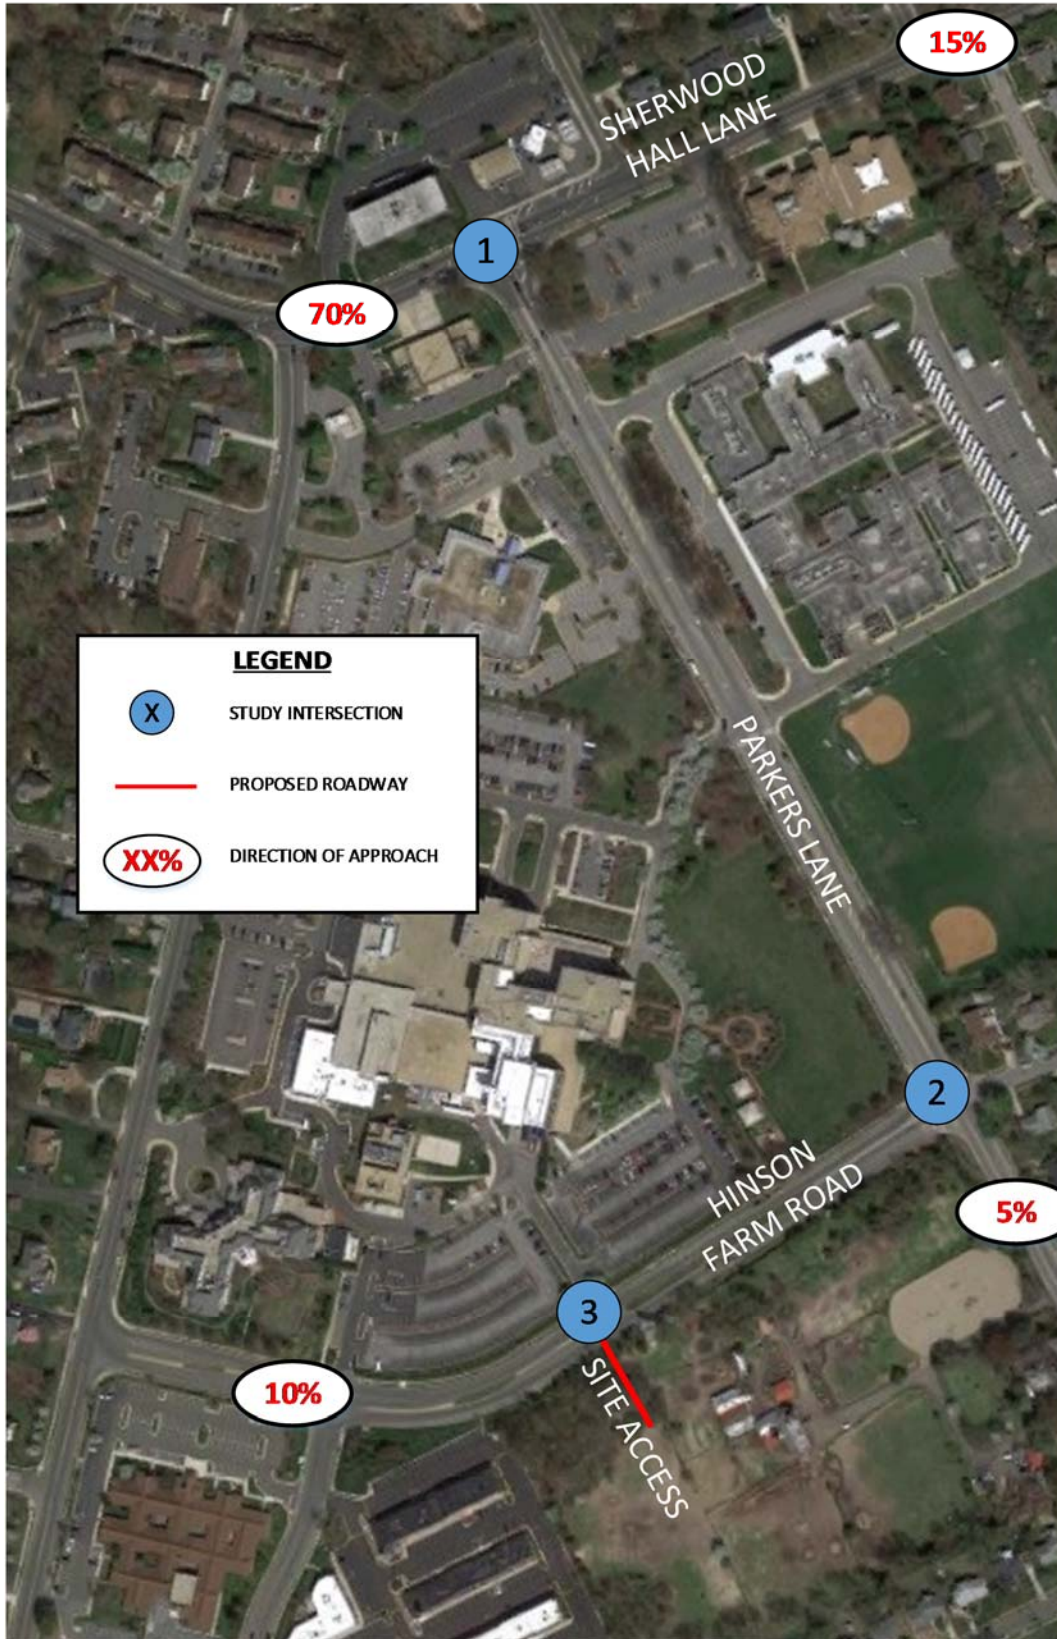 15%
SHERWOOD
HALL LANE
1
70%
LEGEND
X STUDY INTERSECTION
PROPOSED ROADWAY
XX% DIRECTION OF APPROACH
PARKERS LANE
2
HINSON
FARM ROAD
5%
3
SITE ACCESS
10%